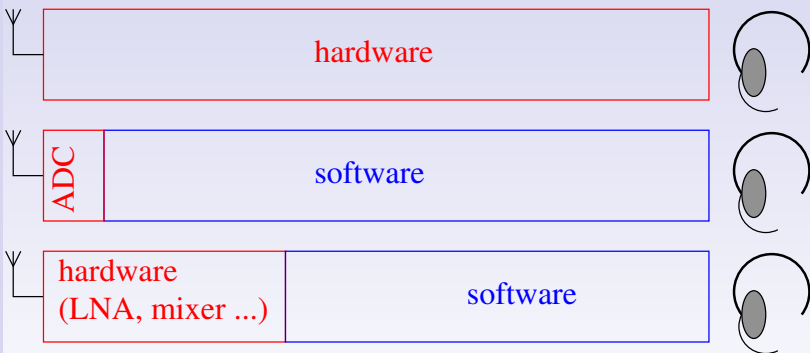 hardware
ADC
software
hardware
(LNA, mixer ...)
software